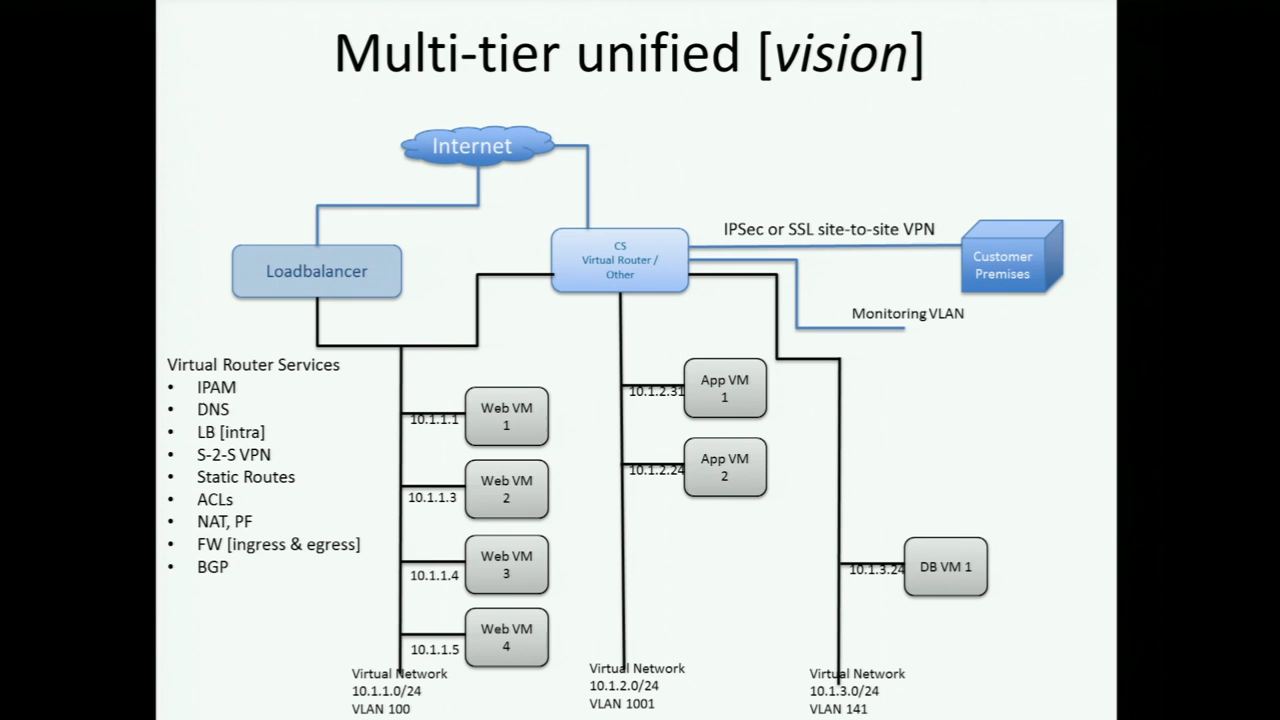 Multi-tier unified [vision]
Internet
CS
Virtual Router /
Other
Loadbalancer
IPSec or SSL site-to-site VPN
Customer
Premises
Monitoring VLAN
Virtual Router Services
• IPAM
• DNS
• LB [intra]
• S-2-S VPN
• Static Routes
• ACLs
• NAT, PF
• FW [ingress & egress]
• BGP
10.1.1.1
Web VM
1
10.1.1.3
Web VM
2
10.1.1.4
Web VM
3
10.1.1.5
Web VM
4
Virtual Network
10.1.1.0/24
VLAN 100
10.1.2.31
App VM
1
10.1.2.24
App VM
2
Virtual Network
10.1.2.0/24
VLAN 1001
10.1.3.24
DB VM 1
Virtual Network
10.1.3.0/24
VLAN 141